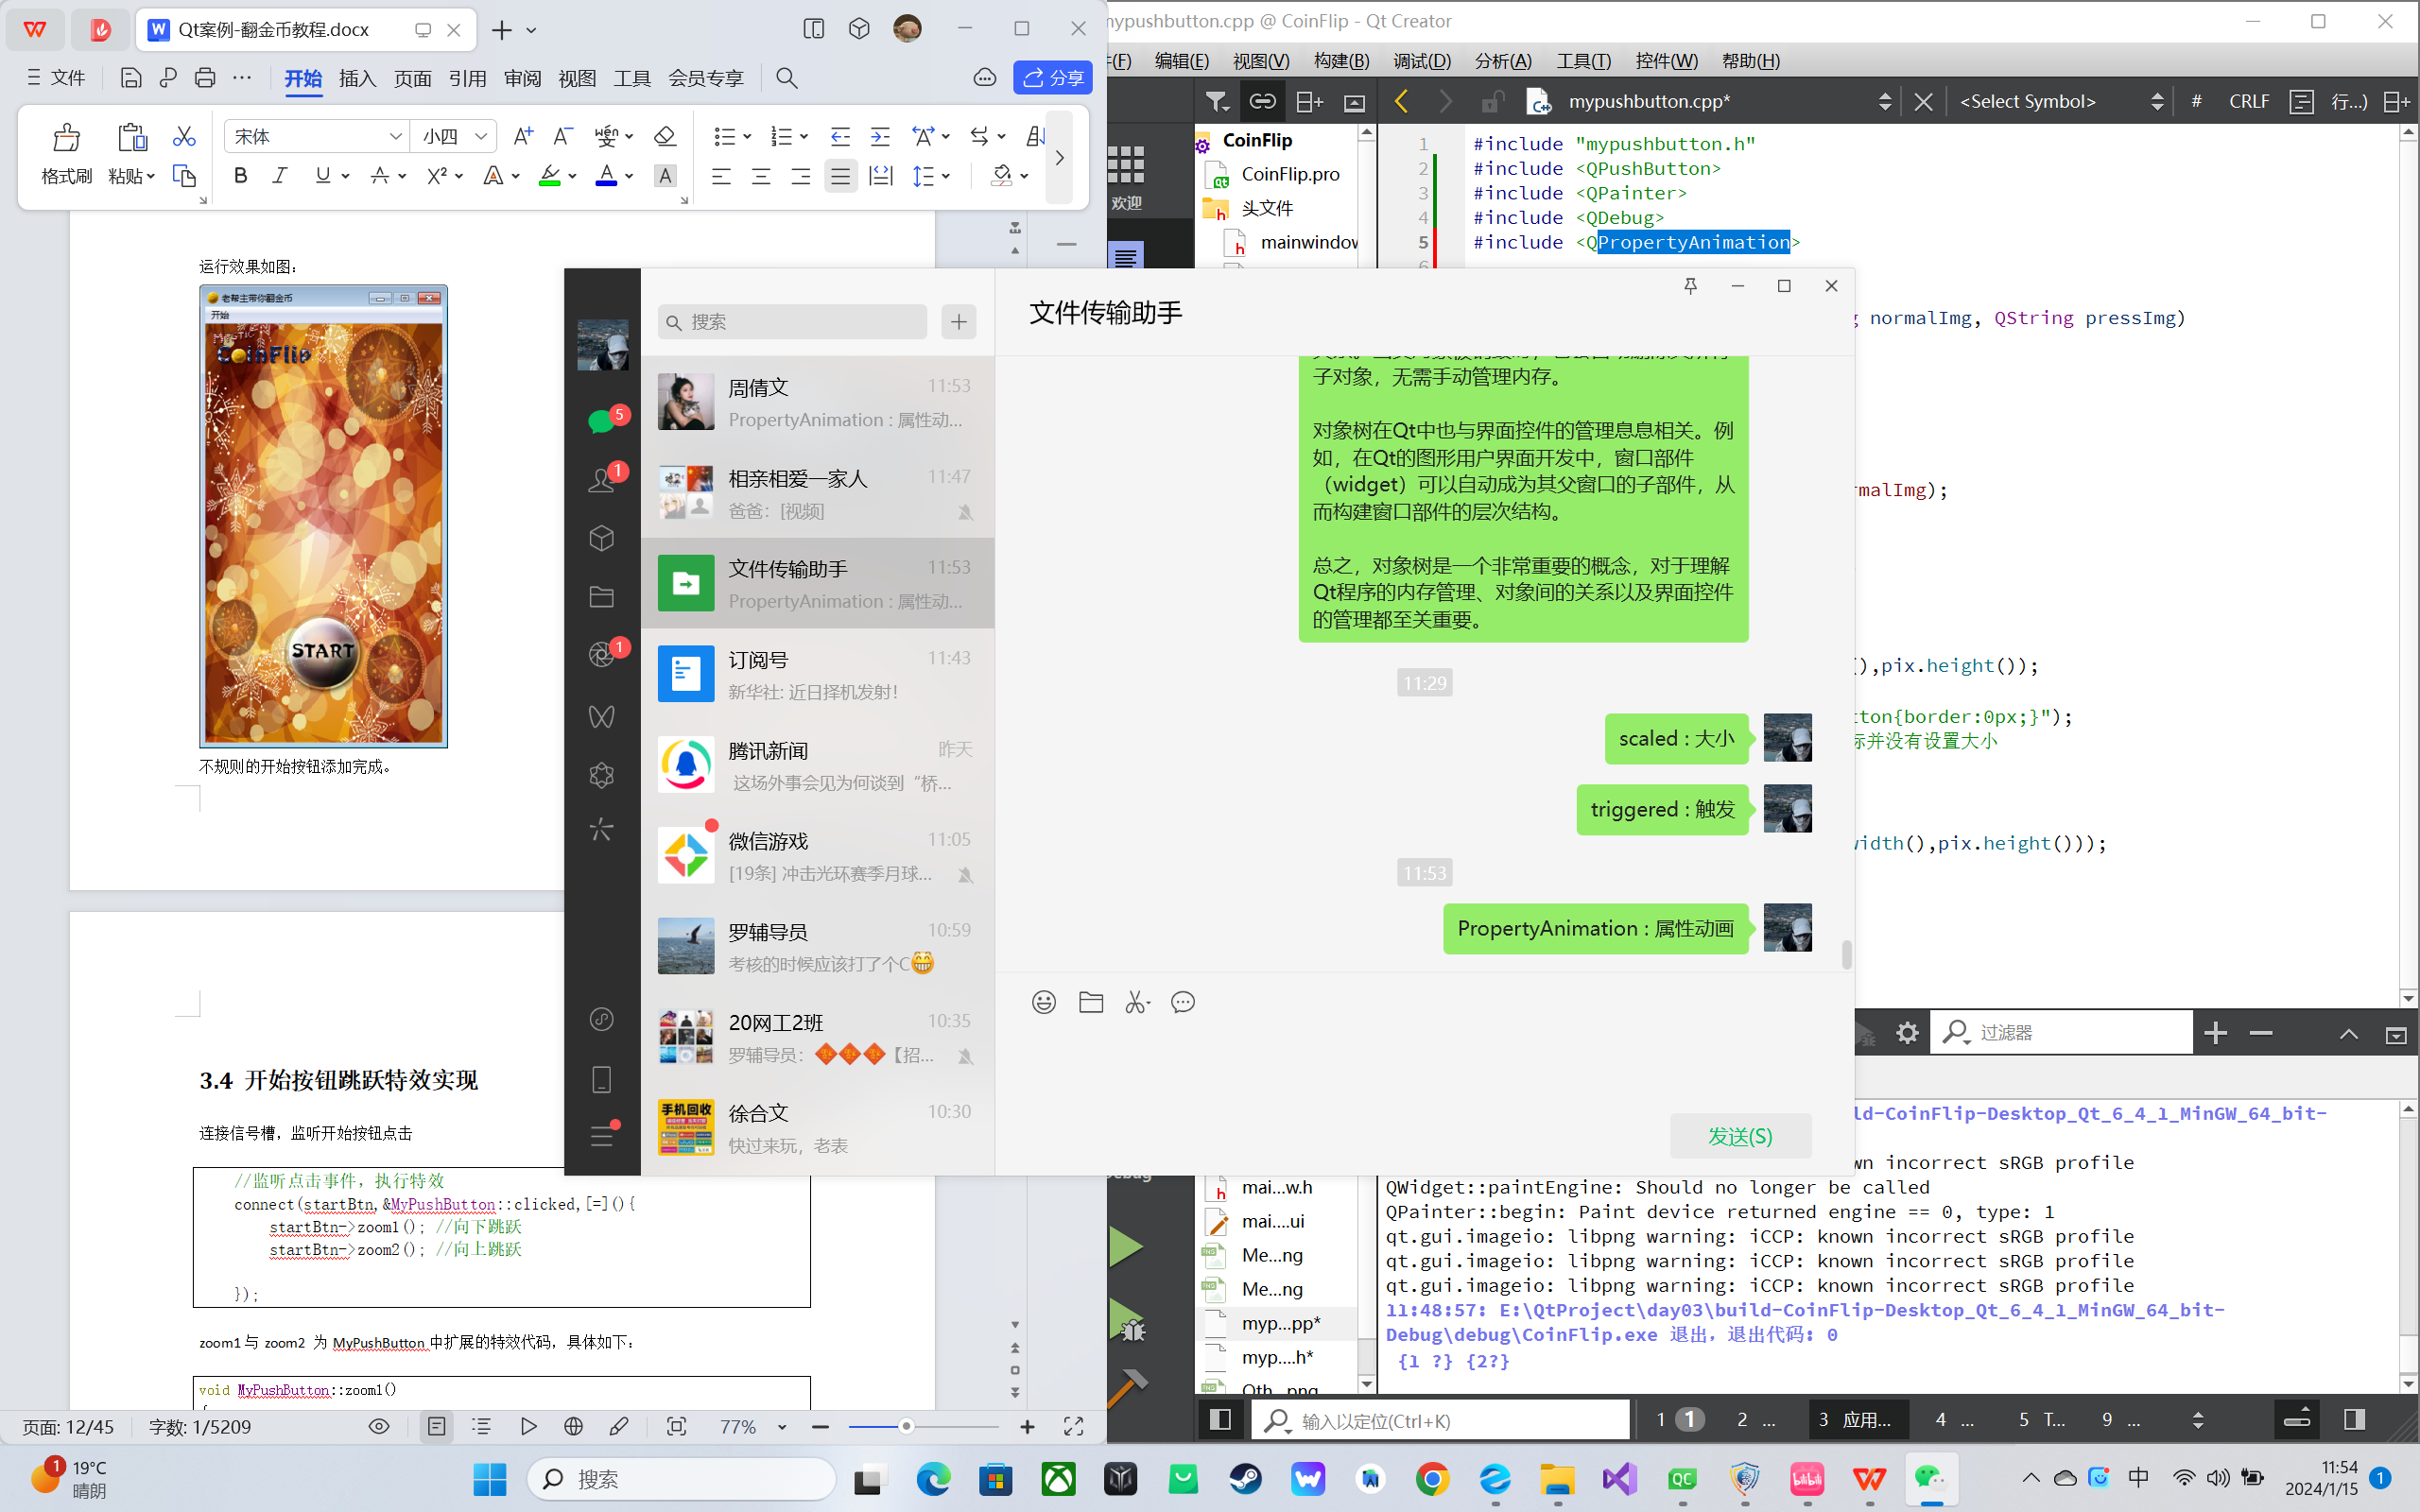 Qt案例-翻金币教程.docx
文件
开始
插入
页面
引用
审阅
视图
工具
会员专享
分享
格式刷
粘贴
宋体
小四
运行效果如图：
老帮主带你翻金币
开始
CoinFlip
START
不规则的开始按钮添加完成。
3.4 开始按钮跳跃特效实现
连接信号槽，监听开始按钮点击
//监听点击事件，执行特效
connect(startBtn,&MyPushButton::clicked,[=](){
startBtn->zoom1(); //向下跳跃
startBtn->zoom2(); //向上跳跃
});
zoom1 与 zoom2 为 MyPushButton 中扩展的特效代码，具体如下：
void MyPushButton::zoom1()
页面: 12/45
字数: 1/5209
77%
搜索
周倩文
11:53
PropertyAnimation : 属性动...
相亲相爱一家人
11:47
爸爸：[视频]
文件传输助手
11:53
PropertyAnimation : 属性动...
订阅号
11:43
新华社: 近日择机发射！
腾讯新闻
昨天
这场外事会见为何谈到“桥...
微信游戏
11:05
[19条] 冲击光环赛季月球...
罗辅导员
10:59
考核的时候应该打了个C😁
20网工2班
10:35
罗辅导员：🧧🧧🧧【招...
徐合文
10:30
快过来玩，老表
手机回收
5
1
1
文件传输助手
子对象，无需手动管理内存。
对象树在Qt中也与界面控件的管理息息相关。例
如，在Qt的图形用户界面开发中，窗口部件
（widget）可以自动成为其父窗口的子部件，从
而构建窗口部件的层次结构。
总之，对象树是一个非常重要的概念，对于理解
Qt程序的内存管理、对象间的关系以及界面控件
的管理都至关重要。
11:29
scaled : 大小
triggered : 触发
11:53
PropertyAnimation : 属性动画
发送(S)
mypushbutton.cpp @ CoinFlip - Qt Creator
编辑(E)
视图(V)
构建(B)
调试(D)
分析(A)
工具(T)
控件(W)
帮助(H)
mypushbutton.cpp*
<Select Symbol>
#
CRLF
行...)
欢迎
CoinFlip
CoinFlip.pro
头文件
mainwindow
1 #include "mypushbutton.h"
2 #include <QPushButton>
3 #include <QPainter>
4 #include <QDebug>
5 #include <QPropertyAnimation>
6
normalImg, QString pressImg)
malImg);
(),pix.height());
ton{border:0px;}");
标并没有设置大小
width(),pix.height()));
过滤器
ld-CoinFlip-Desktop_Qt_6_4_1_MinGW_64_bit-
wn incorrect sRGB profile
QWidget::paintEngine: Should no longer be called
QPainter::begin: Paint device returned engine == 0, type: 1
qt.gui.imageio: libpng warning: iCCP: known incorrect sRGB profile
qt.gui.imageio: libpng warning: iCCP: known incorrect sRGB profile
qt.gui.imageio: libpng warning: iCCP: known incorrect sRGB profile
11:48:57: E:\QtProject\day03\build-CoinFlip-Desktop_Qt_6_4_1_MinGW_64_bit-
Debug\debug\CoinFlip.exe 退出，退出代码: 0
{1 ?} {2?}
mai...w.h
mai....ui
Me...ng
Me...ng
myp...pp*
myp....h*
Oth...png
输入以定位(Ctrl+K)
1 1
2 ...
3 应用...
4 ...
5 T...
9 ...
1
19°C
晴朗
搜索
中
11:54
2024/1/15
1